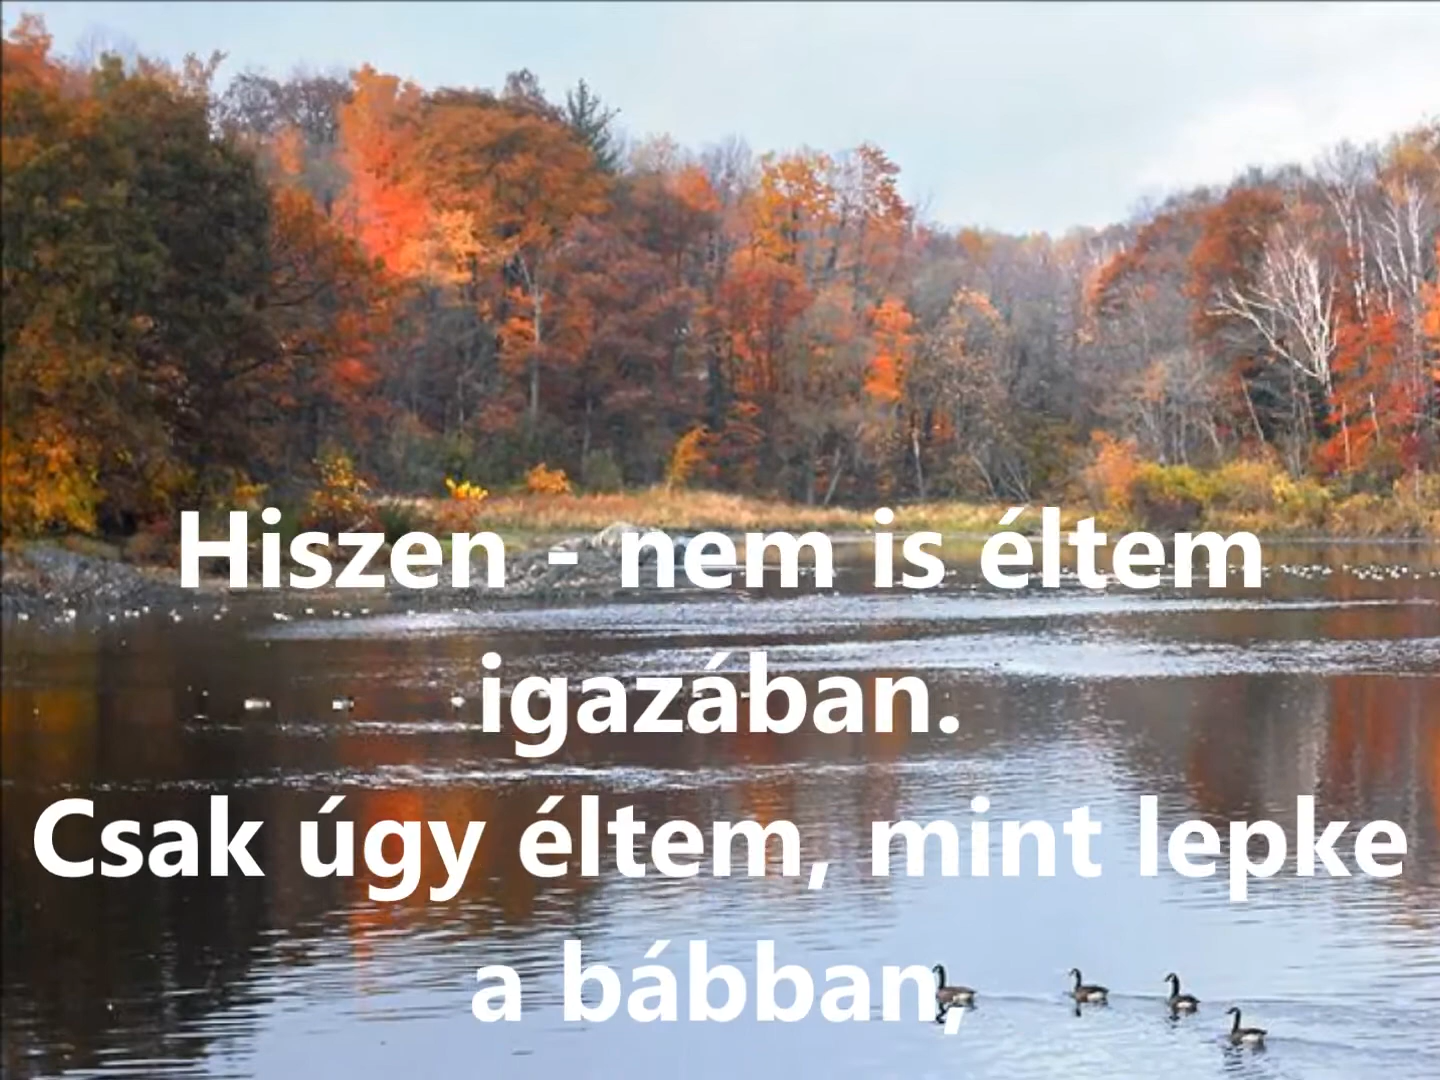 Hiszen - nem is éltem
igazában.
Csak úgy éltem, mint lepke
a bábban,